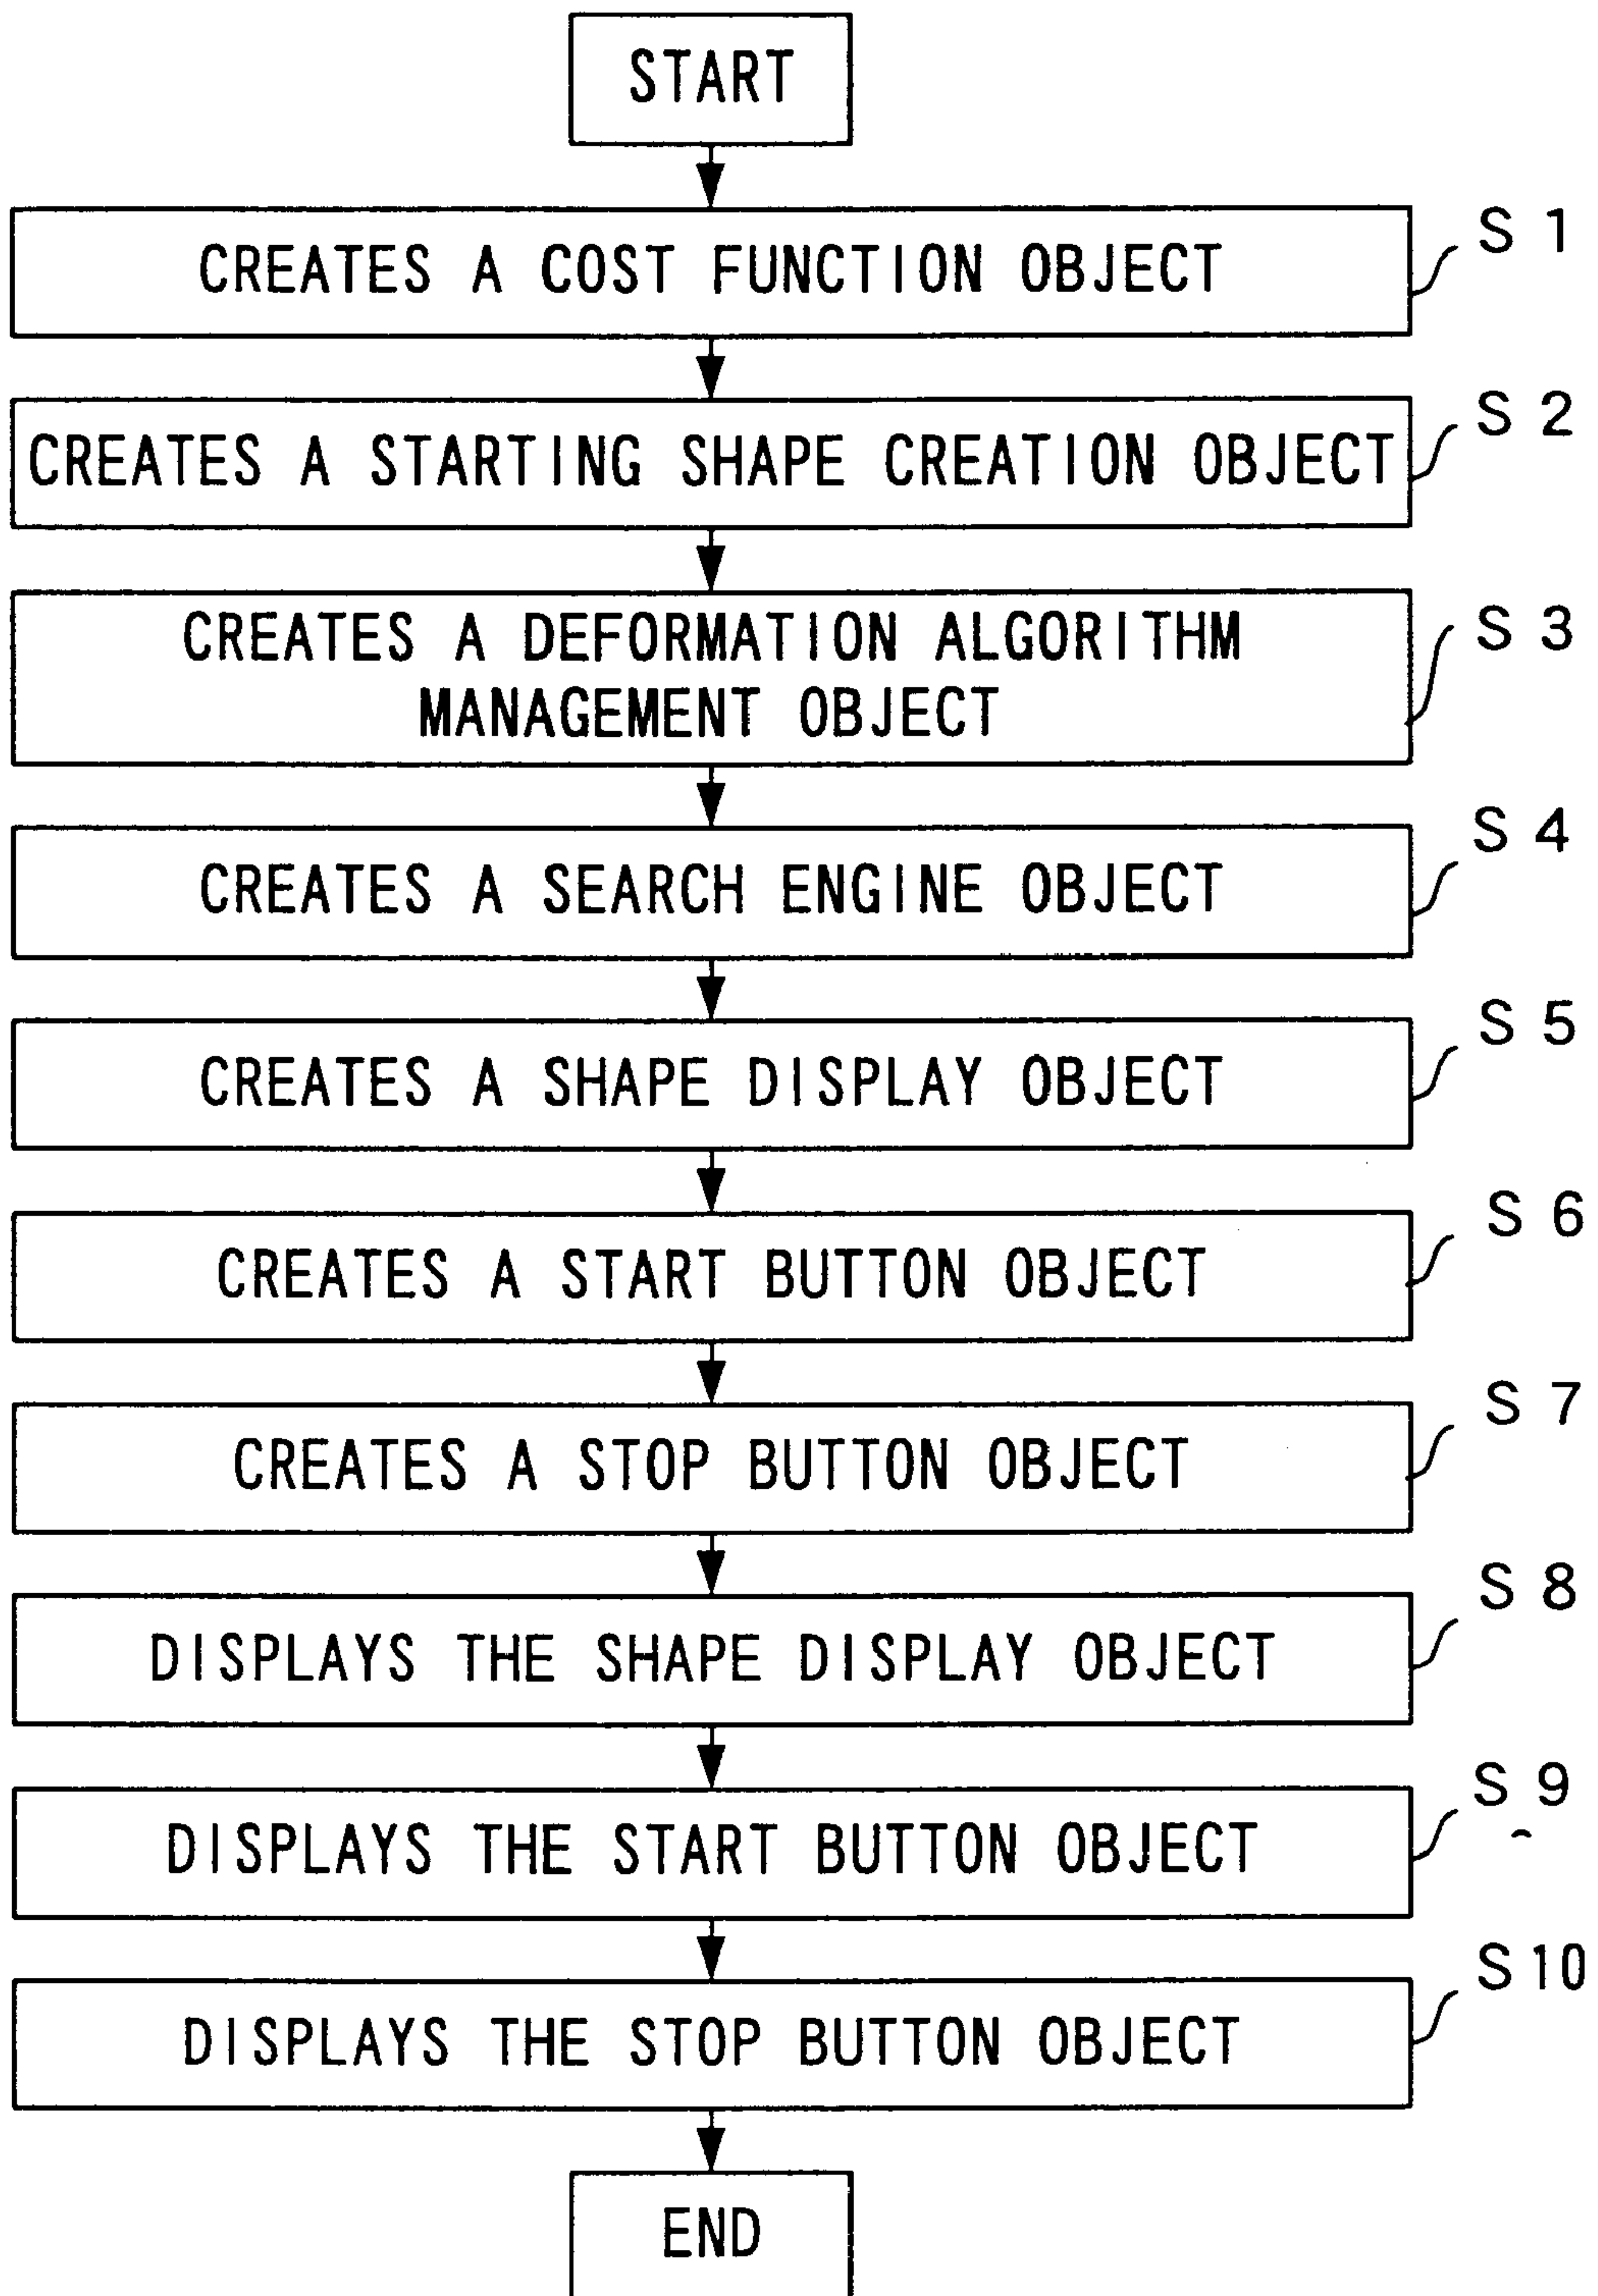 START
CREATES A COST FUNCTION OBJECT
S 1
CREATES A STARTING SHAPE CREATION OBJECT
S 2
CREATES A DEFORMATION ALGORITHM
MANAGEMENT OBJECT
S 3
CREATES A SEARCH ENGINE OBJECT
S 4
CREATES A SHAPE DISPLAY OBJECT
S 5
CREATES A START BUTTON OBJECT
S 6
CREATES A STOP BUTTON OBJECT
S 7
DISPLAYS THE SHAPE DISPLAY OBJECT
S 8
DISPLAYS THE START BUTTON OBJECT
S 9
DISPLAYS THE STOP BUTTON OBJECT
S 10
END